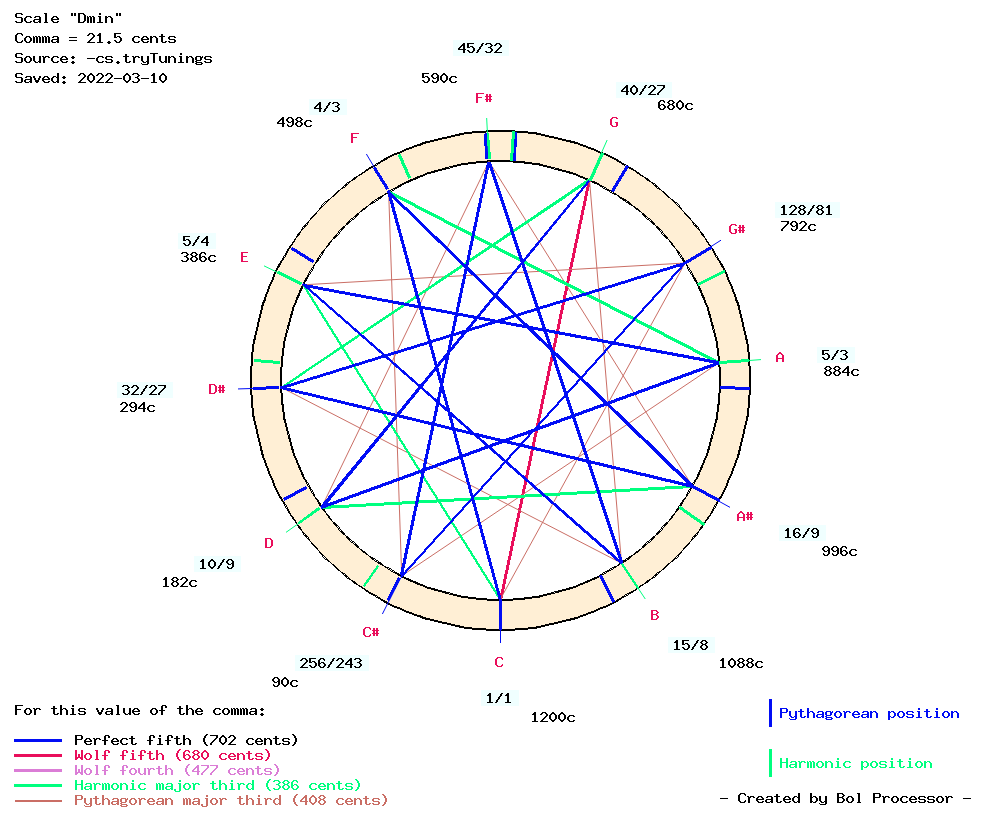 Scale "Dmin"
Comma = 21.5 cents
Source: -cs.tryTunings
Saved: 2022-03-10
45/32
590c
F#
40/27
680c
G
4/3
498c
F
128/81
792c
G#
5/4
386c
E
5/3
884c
A
32/27
294c
D#
16/9
996c
A#
10/9
182c
D
15/8
1088c
B
256/243
90c
C#
C
1/1
1200c
For this value of the comma:
Perfect fifth (702 cents)
Wolf fifth (680 cents)
Wolf fourth (477 cents)
Harmonic major third (386 cents)
Pythagorean major third (408 cents)
Pythagorean position
Harmonic position
- Created by Bol Processor -